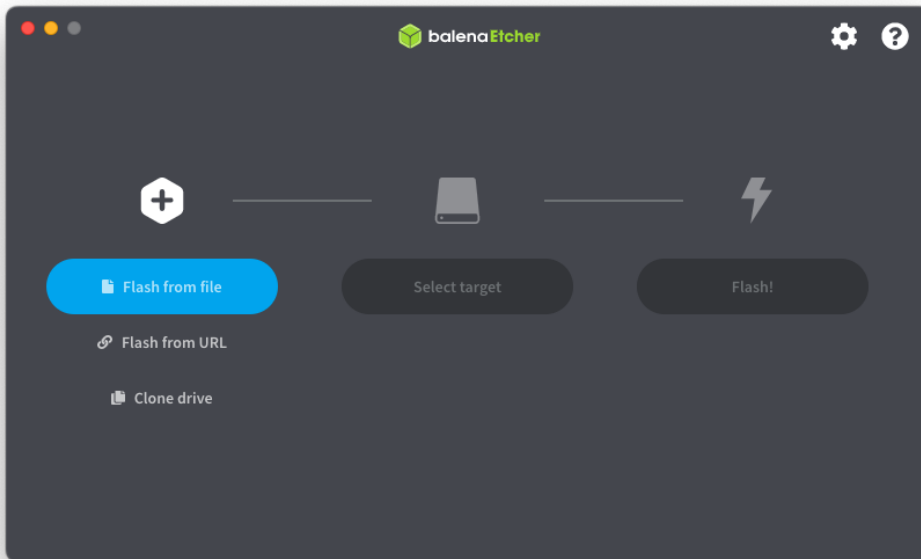 balenaEtcher
Flash from file
Select target
Flash!
Flash from URL
Clone drive